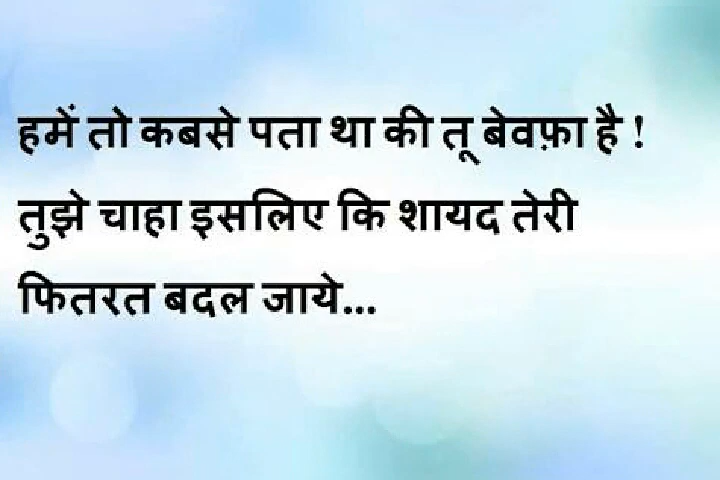 हमें तो कबसे पता था की तू बेवफ़ा है !
तुझे चाहा इसलिए कि शायद तेरी
फितरत बदल जाये...